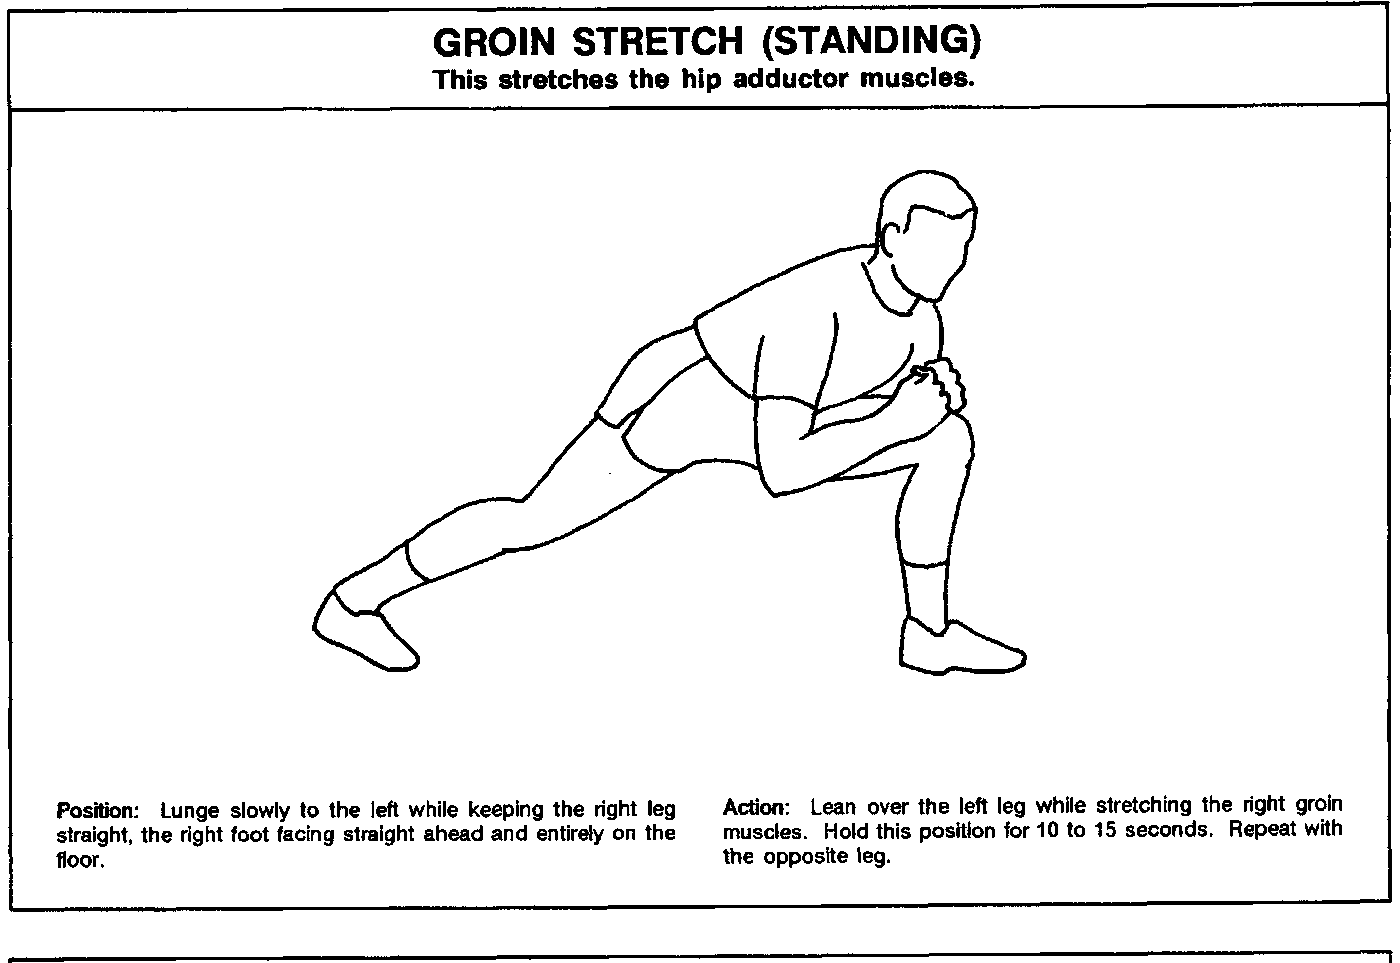 GROIN STRETCH (STANDING)
This stretches the hip adductor muscles.
Position: Lunge slowly to the left while keeping the right leg
straight, the right foot facing straight ahead and entirely on the
floor.
Action: Lean over the left leg while stretching the right groin
muscles. Hold this position for 10 to 15 seconds. Repeat with
the opposite leg.